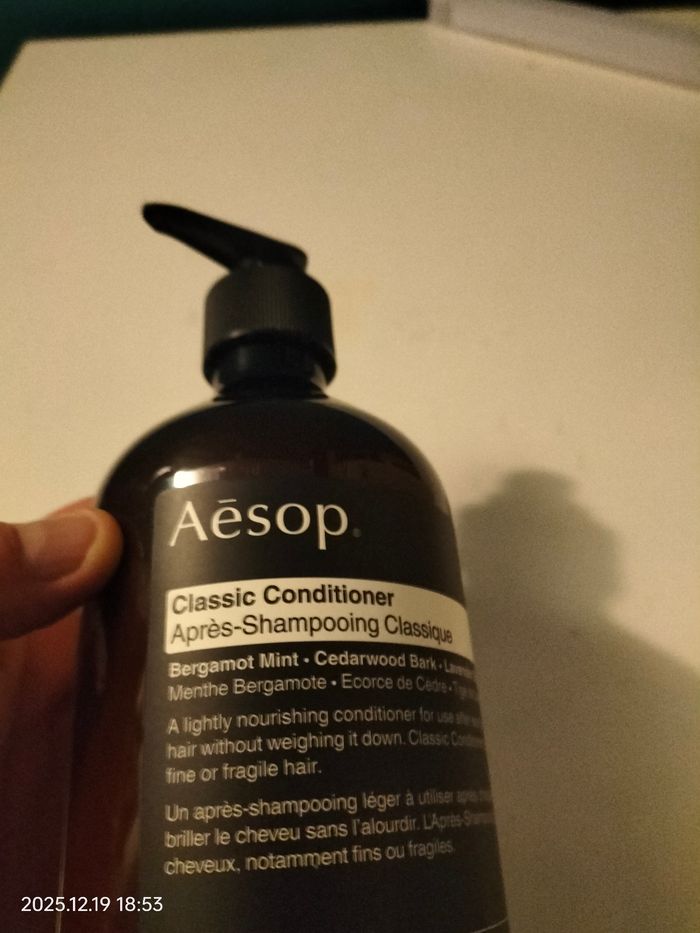 Aēsop.
Classic Conditioner
Après-Shampooing Classique
Bergamot Mint • Cedarwood Bark •
Menthe Bergamote • Ecorce de Cèdre •
A lightly nourishing conditioner for use after
hair without weighing it down. Classic
fine or fragile hair.
Un après-shampooing léger à utiliser après
briller le cheveu sans l'alourdir.
cheveux, notamment fins ou fragiles.
2025.12.19 18:53